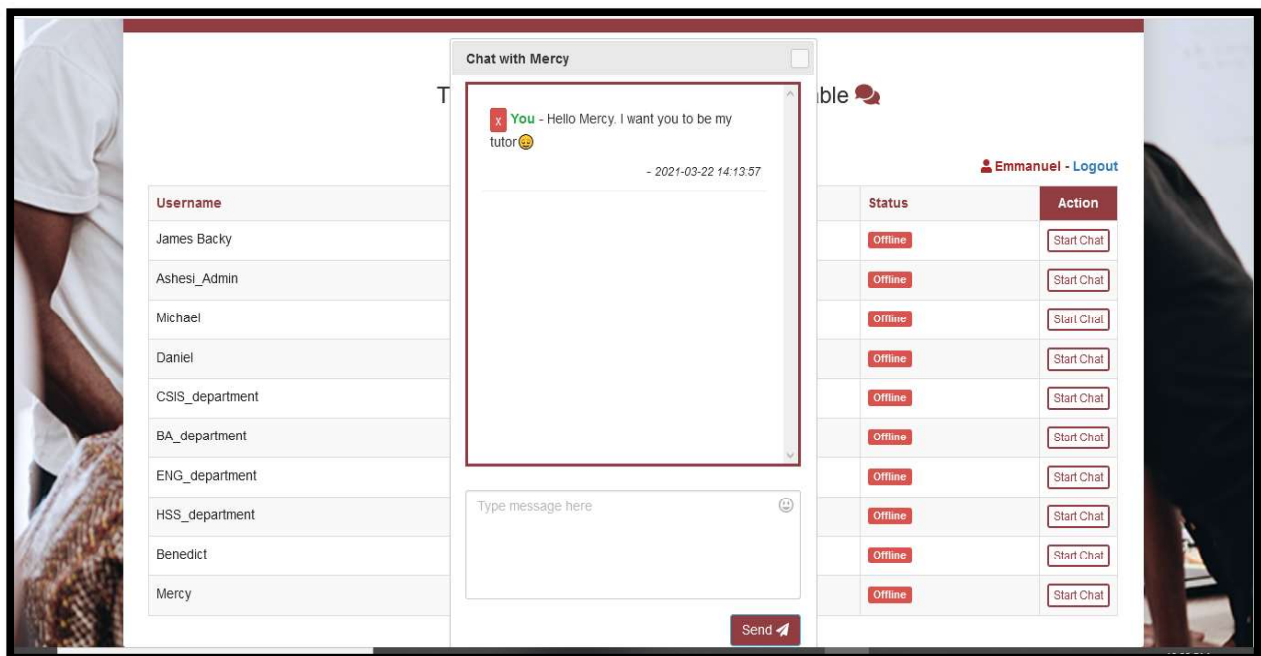 Chat with Mercy
T ble
x You - Hello Mercy. I want you to be my
tutor😔
- 2021-03-22 14:13:57
Emmanuel - Logout
Username Status Action
James Backy Offline Start Chat
Ashesi_Admin Offline Start Chat
Michael Offline Start Chat
Daniel Offline Start Chat
CSIS_department Offline Start Chat
BA_department Offline Start Chat
ENG_department Offline Start Chat
HSS_department Offline Start Chat
Benedict Offline Start Chat
Mercy Offline Start Chat
Type message here
Send